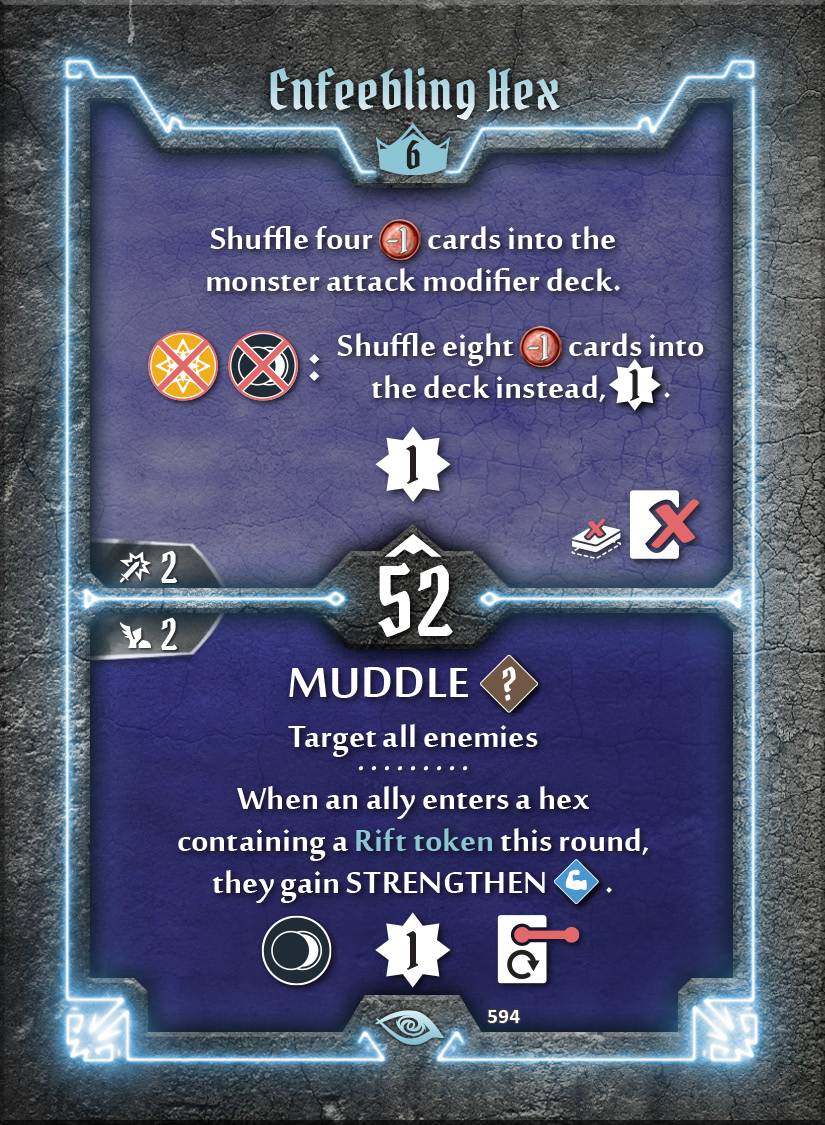 Enfeebling Hex
6
Shuffle four -1 cards into the
monster attack modifier deck.
: Shuffle eight -1 cards into
the deck instead, 1.
1
2
52
2
MUDDLE ?
Target all enemies
.........
When an ally enters a hex
containing a Rift token this round,
they gain STRENGTHEN .
1
594